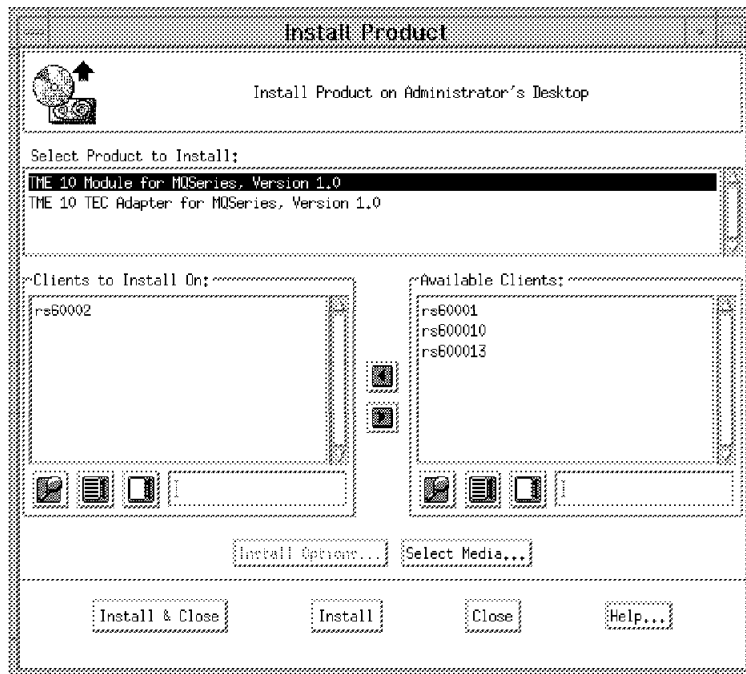 Install Product
Install Product on Administrator's Desktop
Select Product to Install:
TME 10 Module for MQSeries, Version 1.0
TME 10 TEC Adapter for MQSeries, Version 1.0
Clients to Install On:
rs60002
Available Clients:
rs60001
rs600010
rs600013
Install Options...
Select Media...
Install & Close
Install
Close
Help...